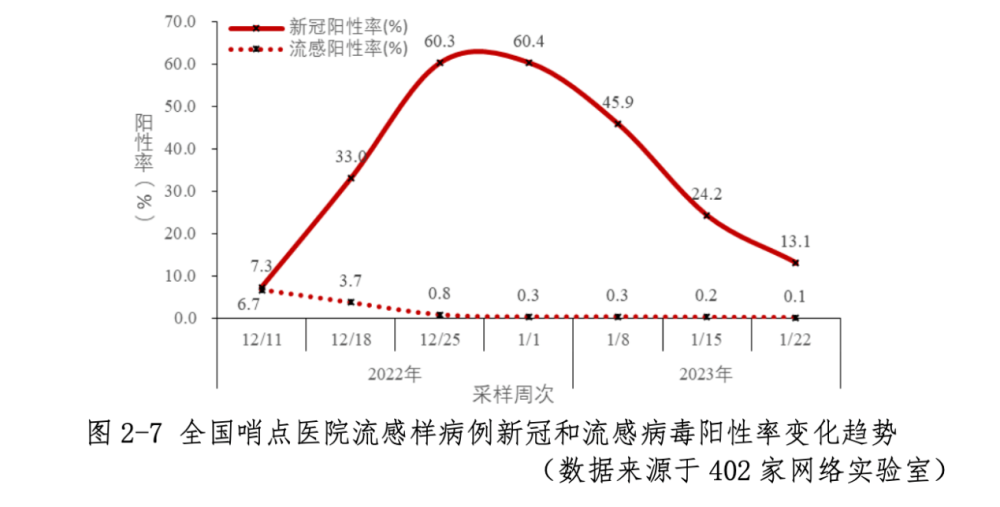 70.0
60.0
50.0
40.0
30.0
20.0
10.0
0.0
阳性率（%）
新冠阳性率(%)
流感阳性率(%)
7.3
33.0
60.3
60.4
45.9
24.2
13.1
6.7
3.7
0.8
0.3
0.3
0.2
0.1
12/11 12/18 12/25 1/1 1/8 1/15 1/22
2022年 2023年
采样周次
图 2-7 全国哨点医院流感样病例新冠和流感病毒阳性率变化趋势
（数据来源于 402 家网络实验室）